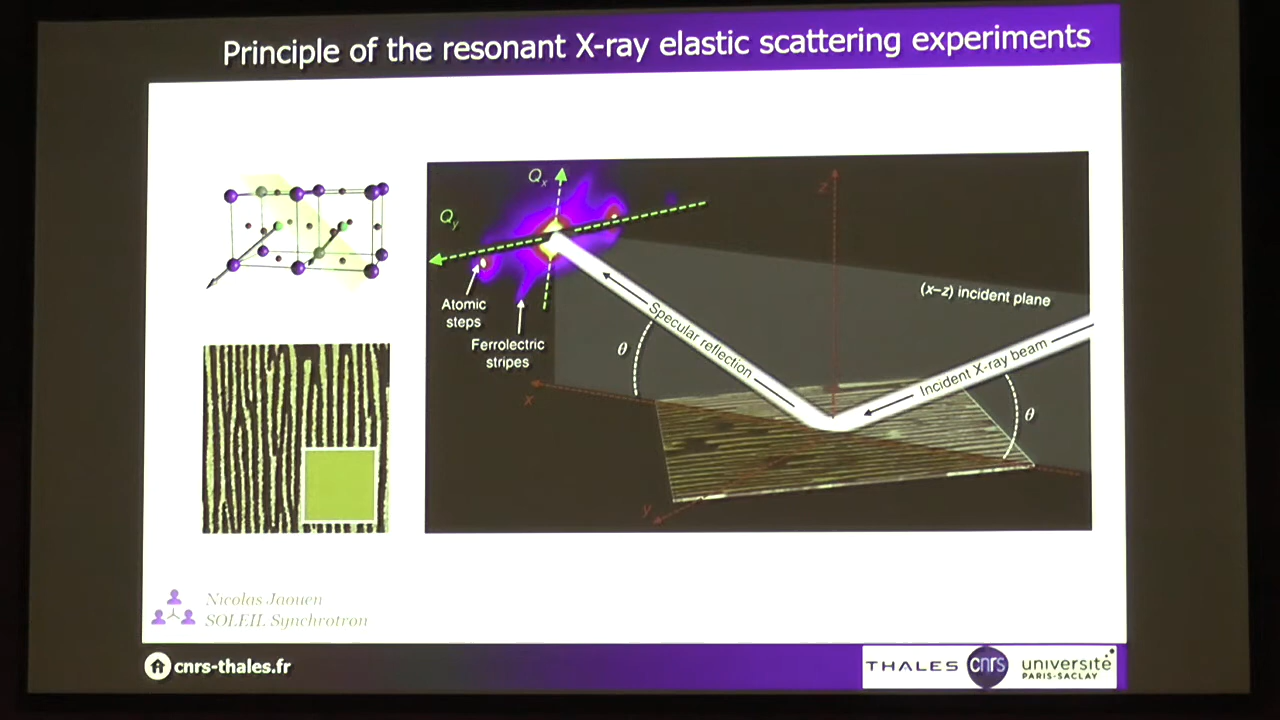 Principle of the resonant X-ray elastic scattering experiments
Qx
Qy
z
Atomic
steps
Ferrolectric
stripes
(x–z) incident plane
Specular reflection
Incident X-ray beam
θ
θ
x
y
Nicolas Jaouen
SOLEIL Synchrotron
cnrs-thales.fr
THALES
cnrs
université
PARIS-SACLAY